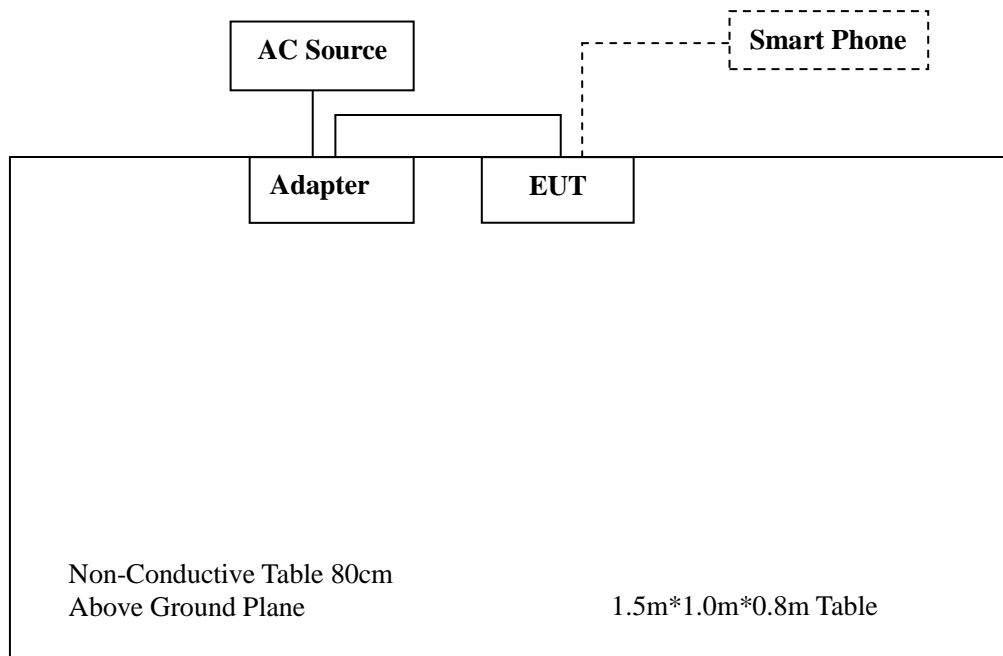 AC Source
Smart Phone
Adapter
EUT
Non-Conductive Table 80cm
Above Ground Plane
1.5m*1.0m*0.8m Table